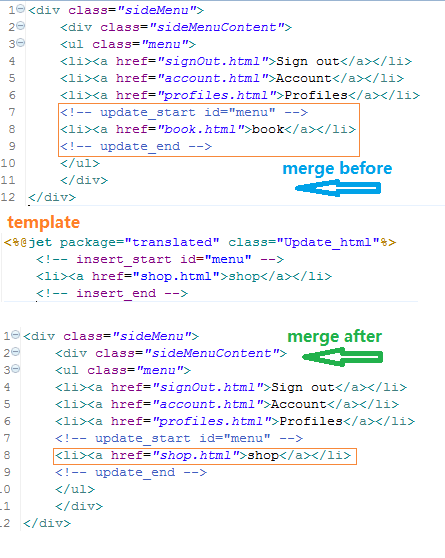 1 <div class="sideMenu">
2 <div class="sideMenuContent">
3 <ul class="menu">
4 <li><a href="signOut.html">Sign out</a></li>
5 <li><a href="account.html">Account</a></li>
6 <li><a href="profiles.html">Profiles</a></li>
7 <!-- update_start id="menu" -->
8 <li><a href="book.html">book</a></li>
9 <!-- update_end -->
10 </ul>
11 </div>
12 </div>
merge before
template
<%@jet package="translated" class="Update_html"%>
<!-- insert_start id="menu" -->
<li><a href="shop.html">shop</a></li>
<!-- insert_end -->
merge after
1 <div class="sideMenu">
2 <div class="sideMenuContent">
3 <ul class="menu">
4 <li><a href="signOut.html">Sign out</a></li>
5 <li><a href="account.html">Account</a></li>
6 <li><a href="profiles.html">Profiles</a></li>
7 <!-- update_start id="menu" -->
8 <li><a href="shop.html">shop</a></li>
9 <!-- update_end -->
10 </ul>
11 </div>
12 </div>